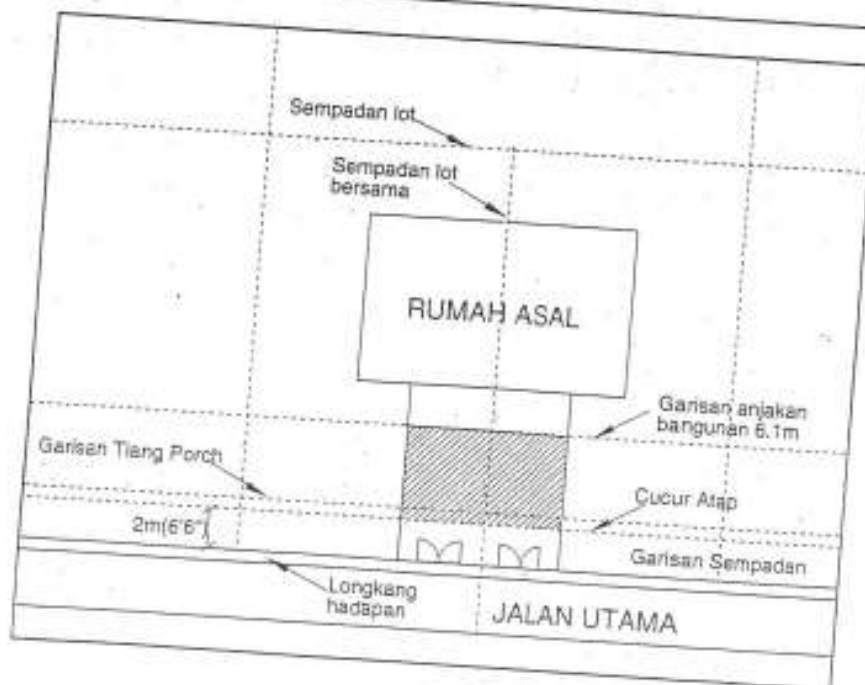 Sempadan lot
Sempadan lot
bersama
RUMAH ASAL
Garisan anjakan
bangunan 6.1m
Garisan Tiang Porch
Cucur Atap
2m(6'6")
Garisan Sempadan
Longkang
hadapan
JALAN UTAMA